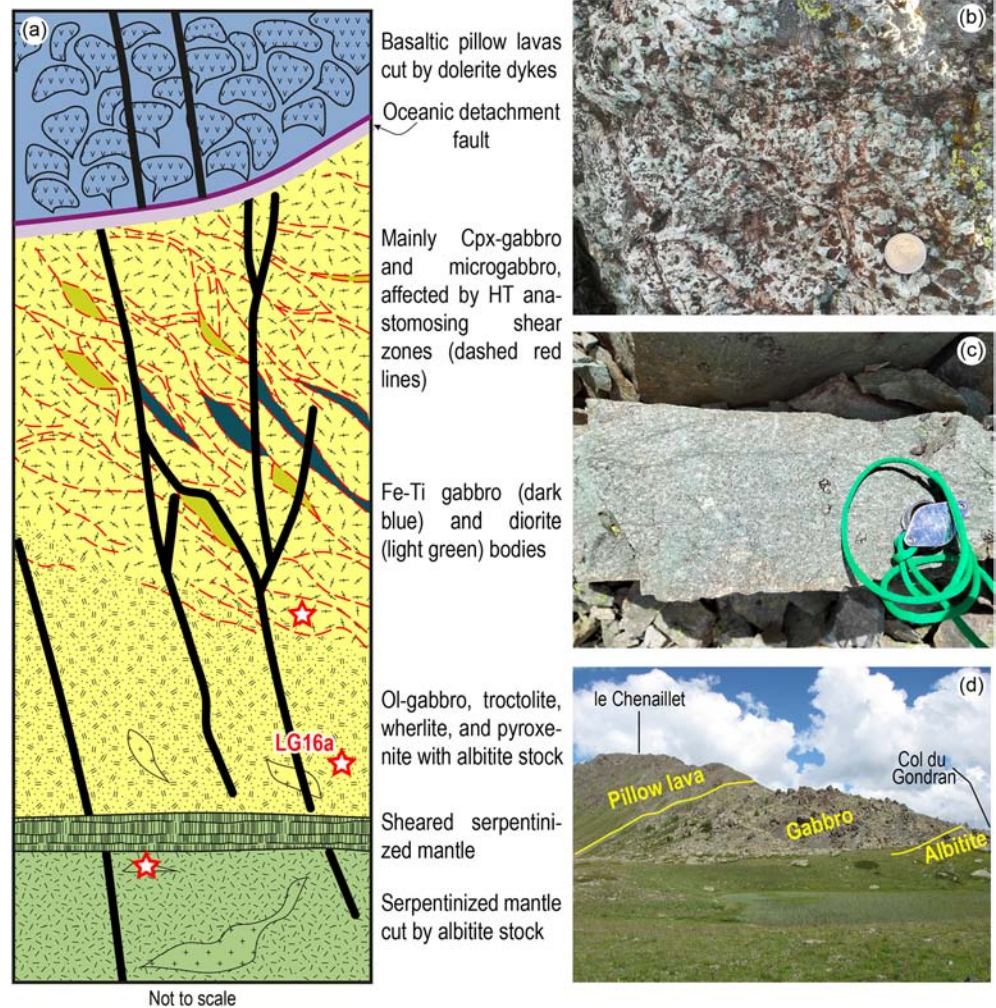 (a)
Basaltic pillow lavas
cut by dolerite dykes
Oceanic detachment
fault
Mainly Cpx-gabbro
and microgabbro,
affected by HT ana-
stomosing shear
zones (dashed red
lines)
Fe-Ti gabbro (dark
blue) and diorite
(light green) bodies
Ol-gabbro, troctolite,
wherlite, and pyroxe-
nite with albitite stock
LG16a
Sheared serpentini-
zed mantle
Serpentinized mantle
cut by albitite stock
Not to scale
(b)
(c)
(d)
le Chenaillet
Col du
Gondran
Pillow lava
Gabbro
Albitite